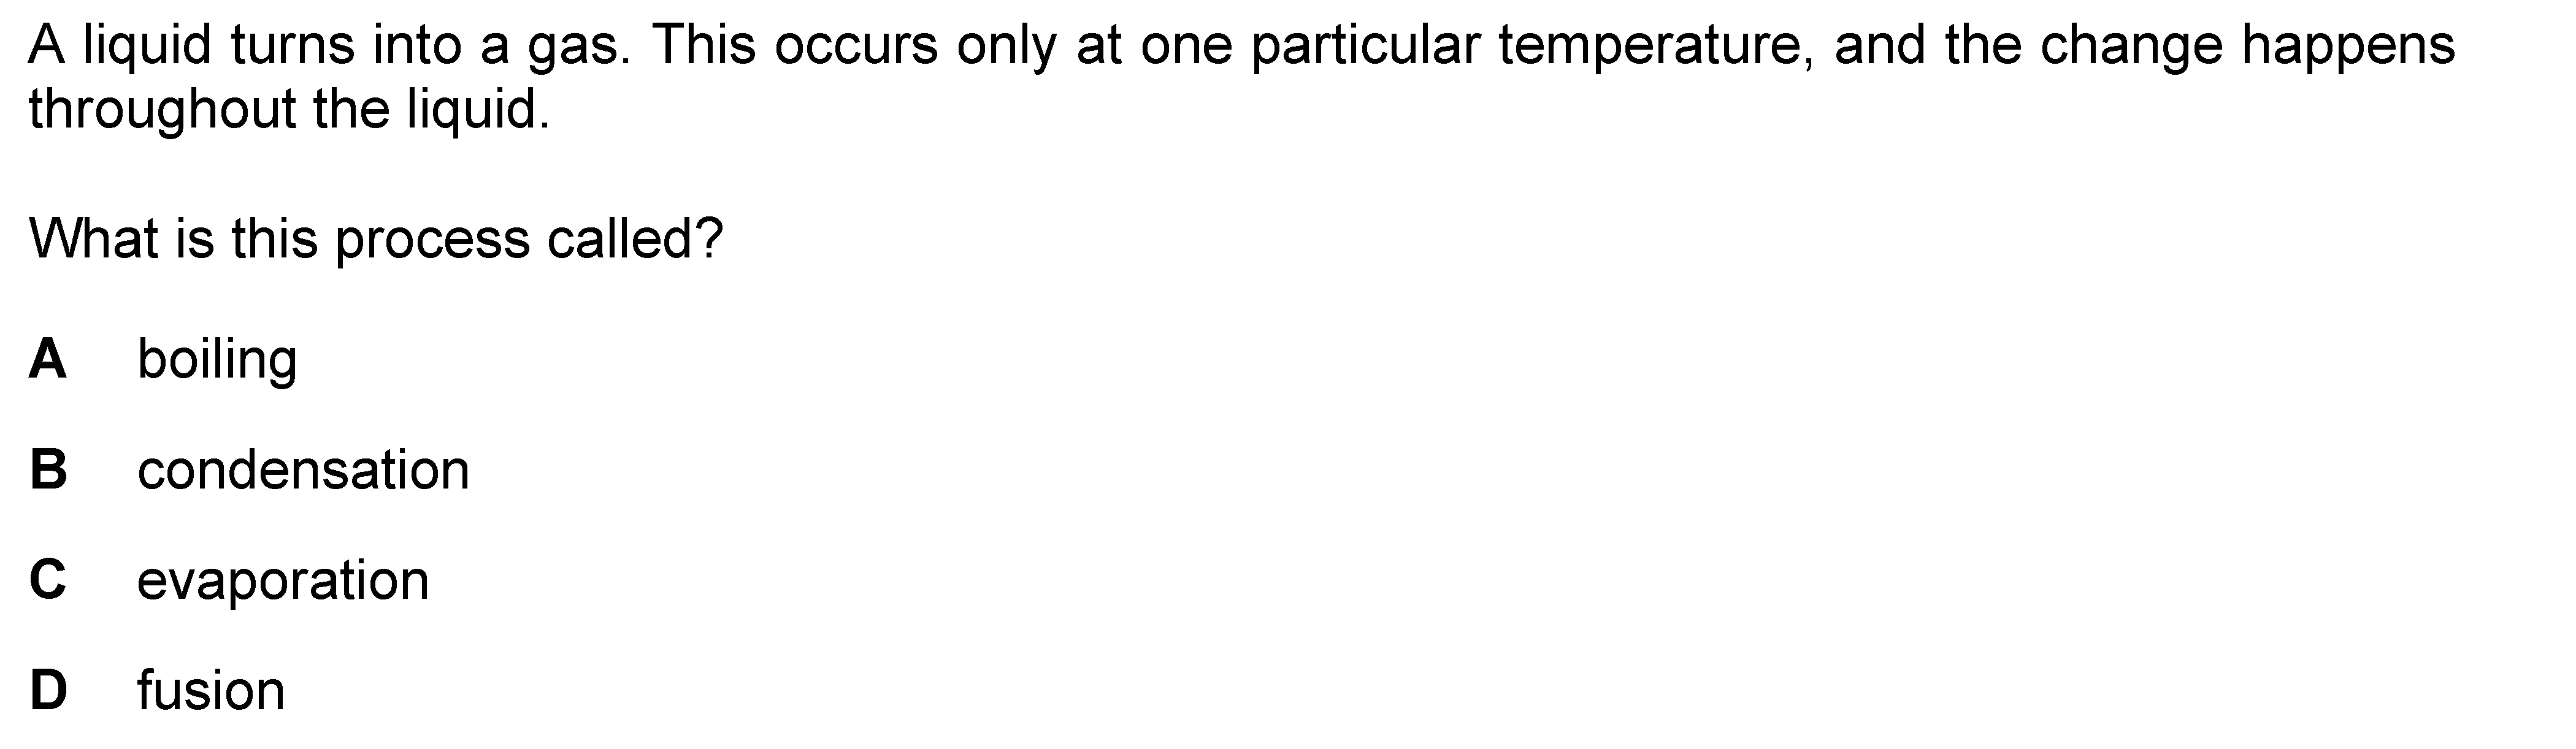 A liquid turns into a gas. This occurs only at one particular temperature, and the change happens
throughout the liquid.
What is this process called?
A boiling
B condensation
C evaporation
D fusion